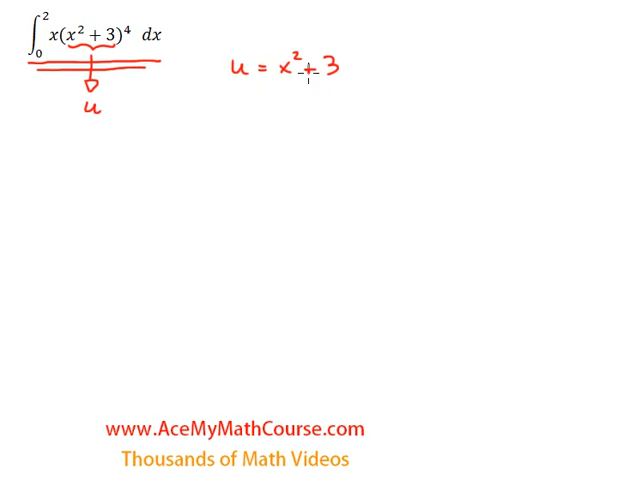 ∫₀² x(x² + 3)⁴ dx
u = x² + 3
u
www.AceMyMathCourse.com
Thousands of Math Videos